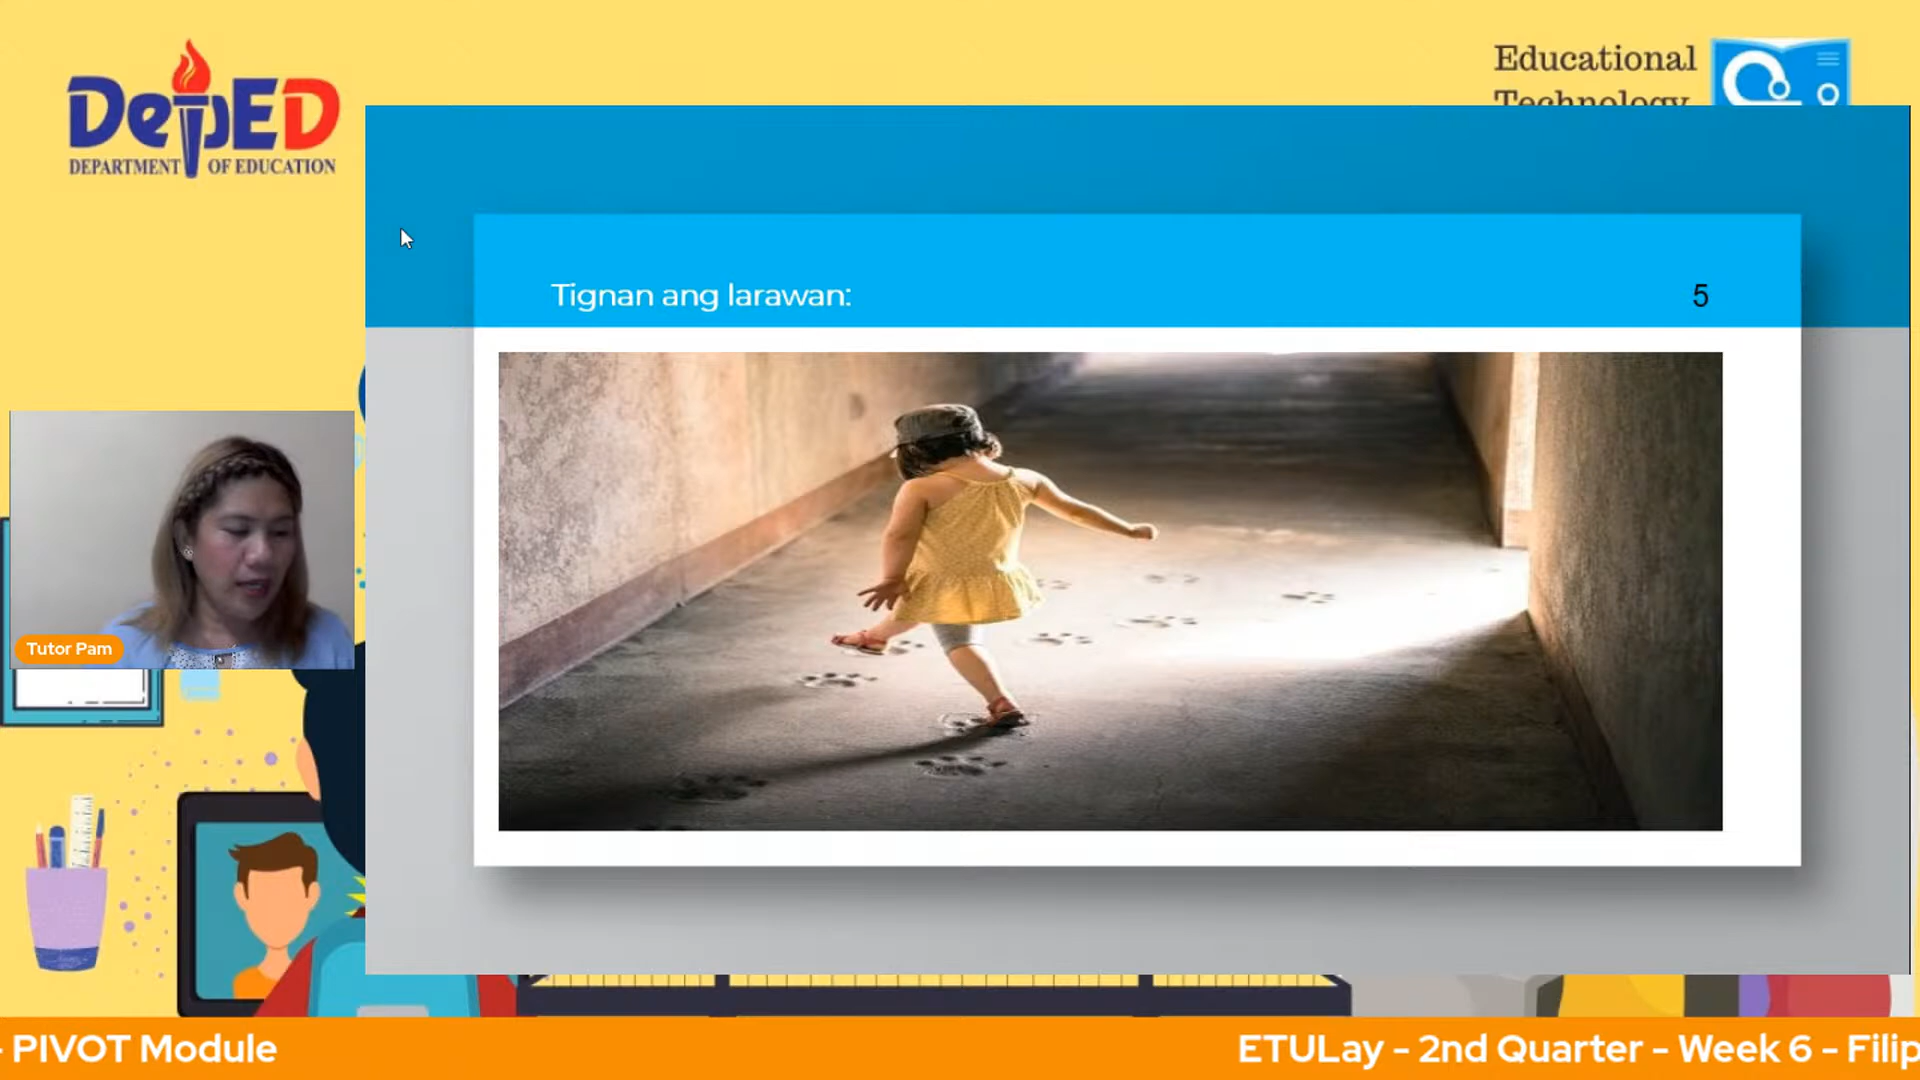 DepED
DEPARTMENT OF EDUCATION
Educational
Technology
Tignan ang larawan:
5
Tutor Pam
- PIVOT Module
ETULay - 2nd Quarter - Week 6 - Filip